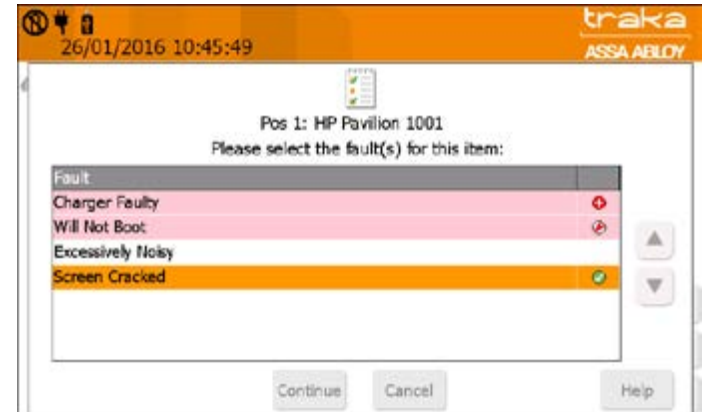 traka
26/01/2016 10:45:49
ASSA ABLOY
Pos 1: HP Pavilion 1001
Please select the fault(s) for this item:
Fault
Charger Faulty
Will Not Boot
Excessively Noisy
Screen Cracked
Continue Cancel Help